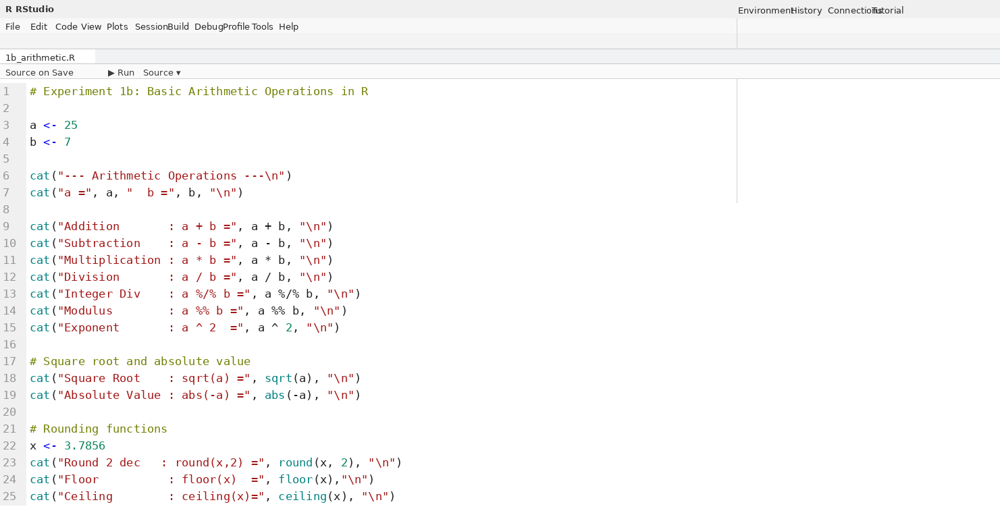 R RStudio
Environment History Connections Tutorial
File Edit Code View Plots Session Build Debug Profile Tools Help
1b_arithmetic.R
Source on Save ▶ Run Source ▾
1 # Experiment 1b: Basic Arithmetic Operations in R
2
3 a <- 25
4 b <- 7
5
6 cat("--- Arithmetic Operations ---\n")
7 cat("a =", a, "  b =", b, "\n")
8
9 cat("Addition       : a + b =", a + b, "\n")
10 cat("Subtraction    : a - b =", a - b, "\n")
11 cat("Multiplication : a * b =", a * b, "\n")
12 cat("Division       : a / b =", a / b, "\n")
13 cat("Integer Div    : a %/% b =", a %/% b, "\n")
14 cat("Modulus        : a %% b =", a %% b, "\n")
15 cat("Exponent       : a ^ 2  =", a ^ 2, "\n")
16
17 # Square root and absolute value
18 cat("Square Root    : sqrt(a) =", sqrt(a), "\n")
19 cat("Absolute Value : abs(-a) =", abs(-a), "\n")
20
21 # Rounding functions
22 x <- 3.7856
23 cat("Round 2 dec   : round(x,2) =", round(x, 2), "\n")
24 cat("Floor          : floor(x)  =", floor(x),"\n")
25 cat("Ceiling        : ceiling(x)=", ceiling(x), "\n")